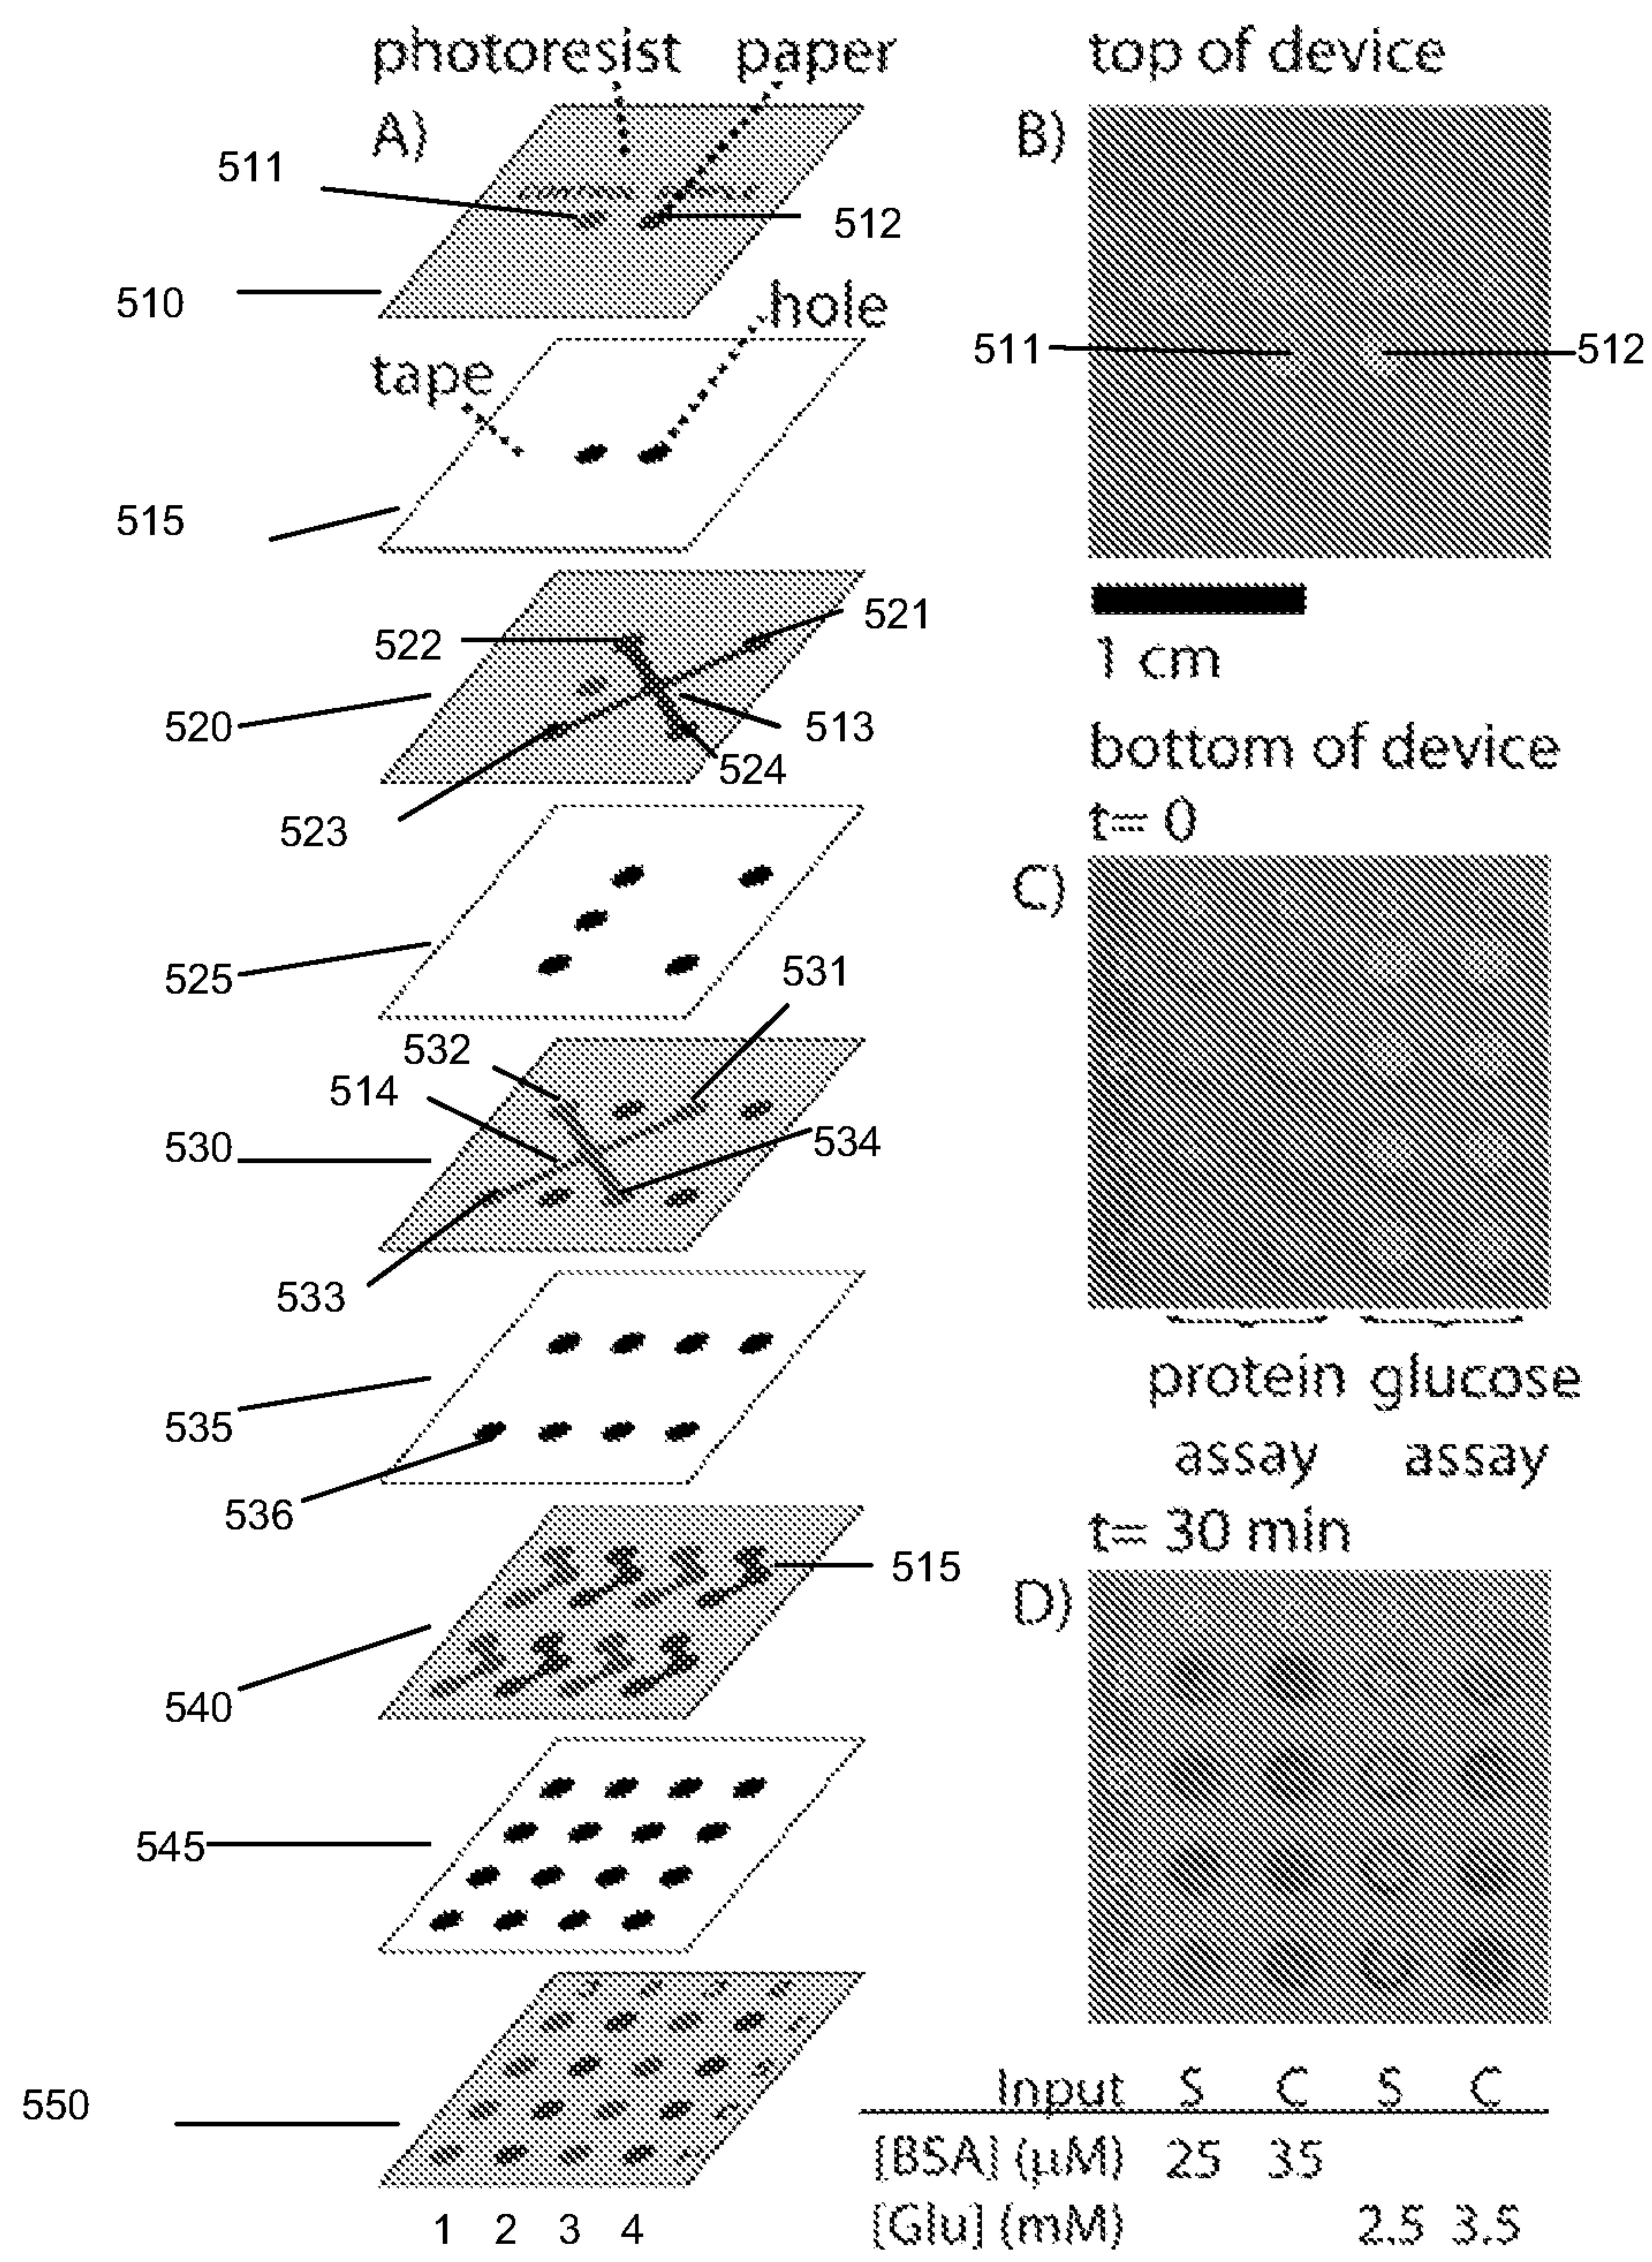 photoresist paper
A)
511
512
510
hole
tape
515
521
522
520
513
524
523
525
531
532
514
534
530
533
535
536
515
540
545
550
1 2 3 4
top of device
B)
511
512
1 cm
bottom of device
t= 0
C)
protein glucose
assay assay
t= 30 min
D)
Input S C S C
[BSA] (μM) 25 35
[Glu] (mM) 2.5 3.5